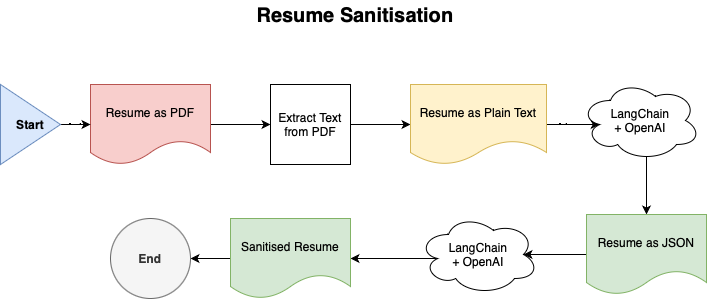 Resume Sanitisation
Start
Resume as PDF
Extract Text
from PDF
Resume as Plain Text
LangChain
+ OpenAI
Resume as JSON
LangChain
+ OpenAI
Sanitised Resume
End